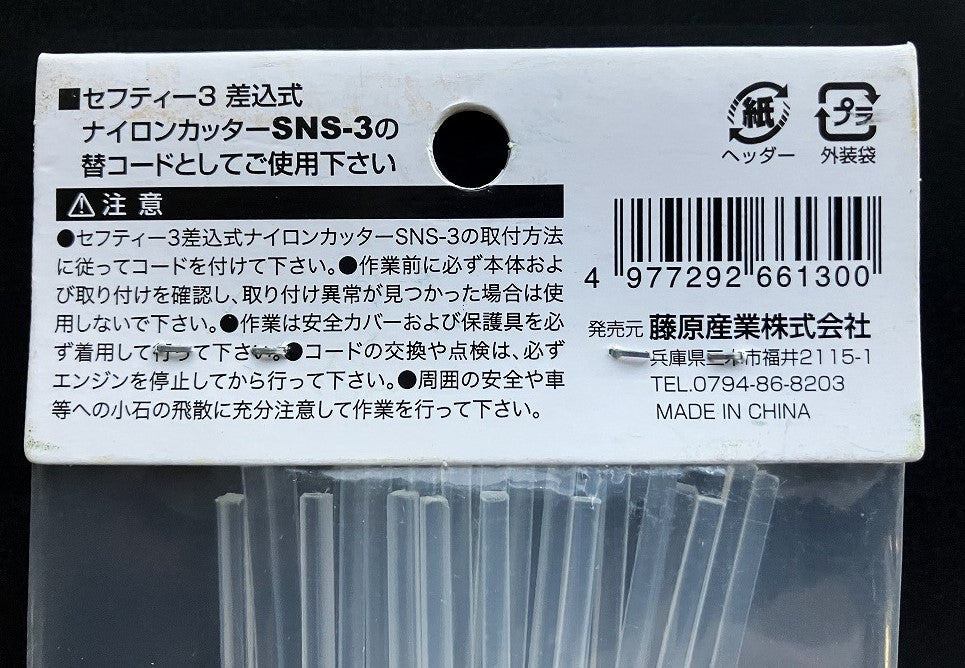 ■セフティー3 差込式
ナイロンカッターSNS-3の
替コードとしてご使用下さい
紙
ヘッダー
プラ
外装袋
注意
●セフティー3差込式ナイロンカッターSNS-3の取付方法
に従ってコードを付けて下さい。●作業前に必ず本体およ
び取り付けを確認し、取り付け異常が見つかった場合は使
用しないで下さい。●作業は安全カバーおよび保護具を必
ず着用して行って下さい。●コードの交換や点検は、必ず
エンジンを停止してから行って下さい。●周囲の安全や車
等への小石の飛散に充分注意して作業を行って下さい。
4 977292 661300
発売元 藤原産業株式会社
兵庫県三木市福井2115-1
TEL.0794-86-8203
MADE IN CHINA